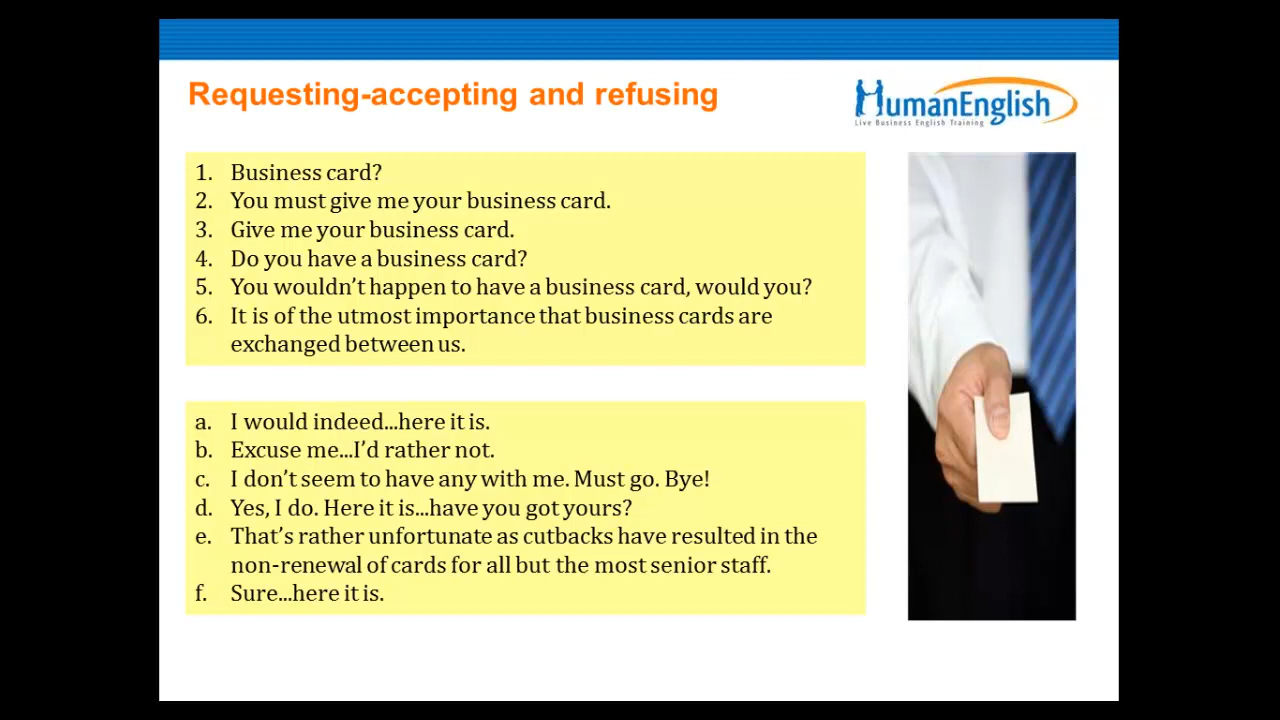 Requesting-accepting and refusing
HumanEnglish
Live Business English Training
1. Business card?
2. You must give me your business card.
3. Give me your business card.
4. Do you have a business card?
5. You wouldn't happen to have a business card, would you?
6. It is of the utmost importance that business cards are
exchanged between us.
a. I would indeed...here it is.
b. Excuse me...I'd rather not.
c. I don't seem to have any with me. Must go. Bye!
d. Yes, I do. Here it is...have you got yours?
e. That's rather unfortunate as cutbacks have resulted in the
non-renewal of cards for all but the most senior staff.
f. Sure...here it is.